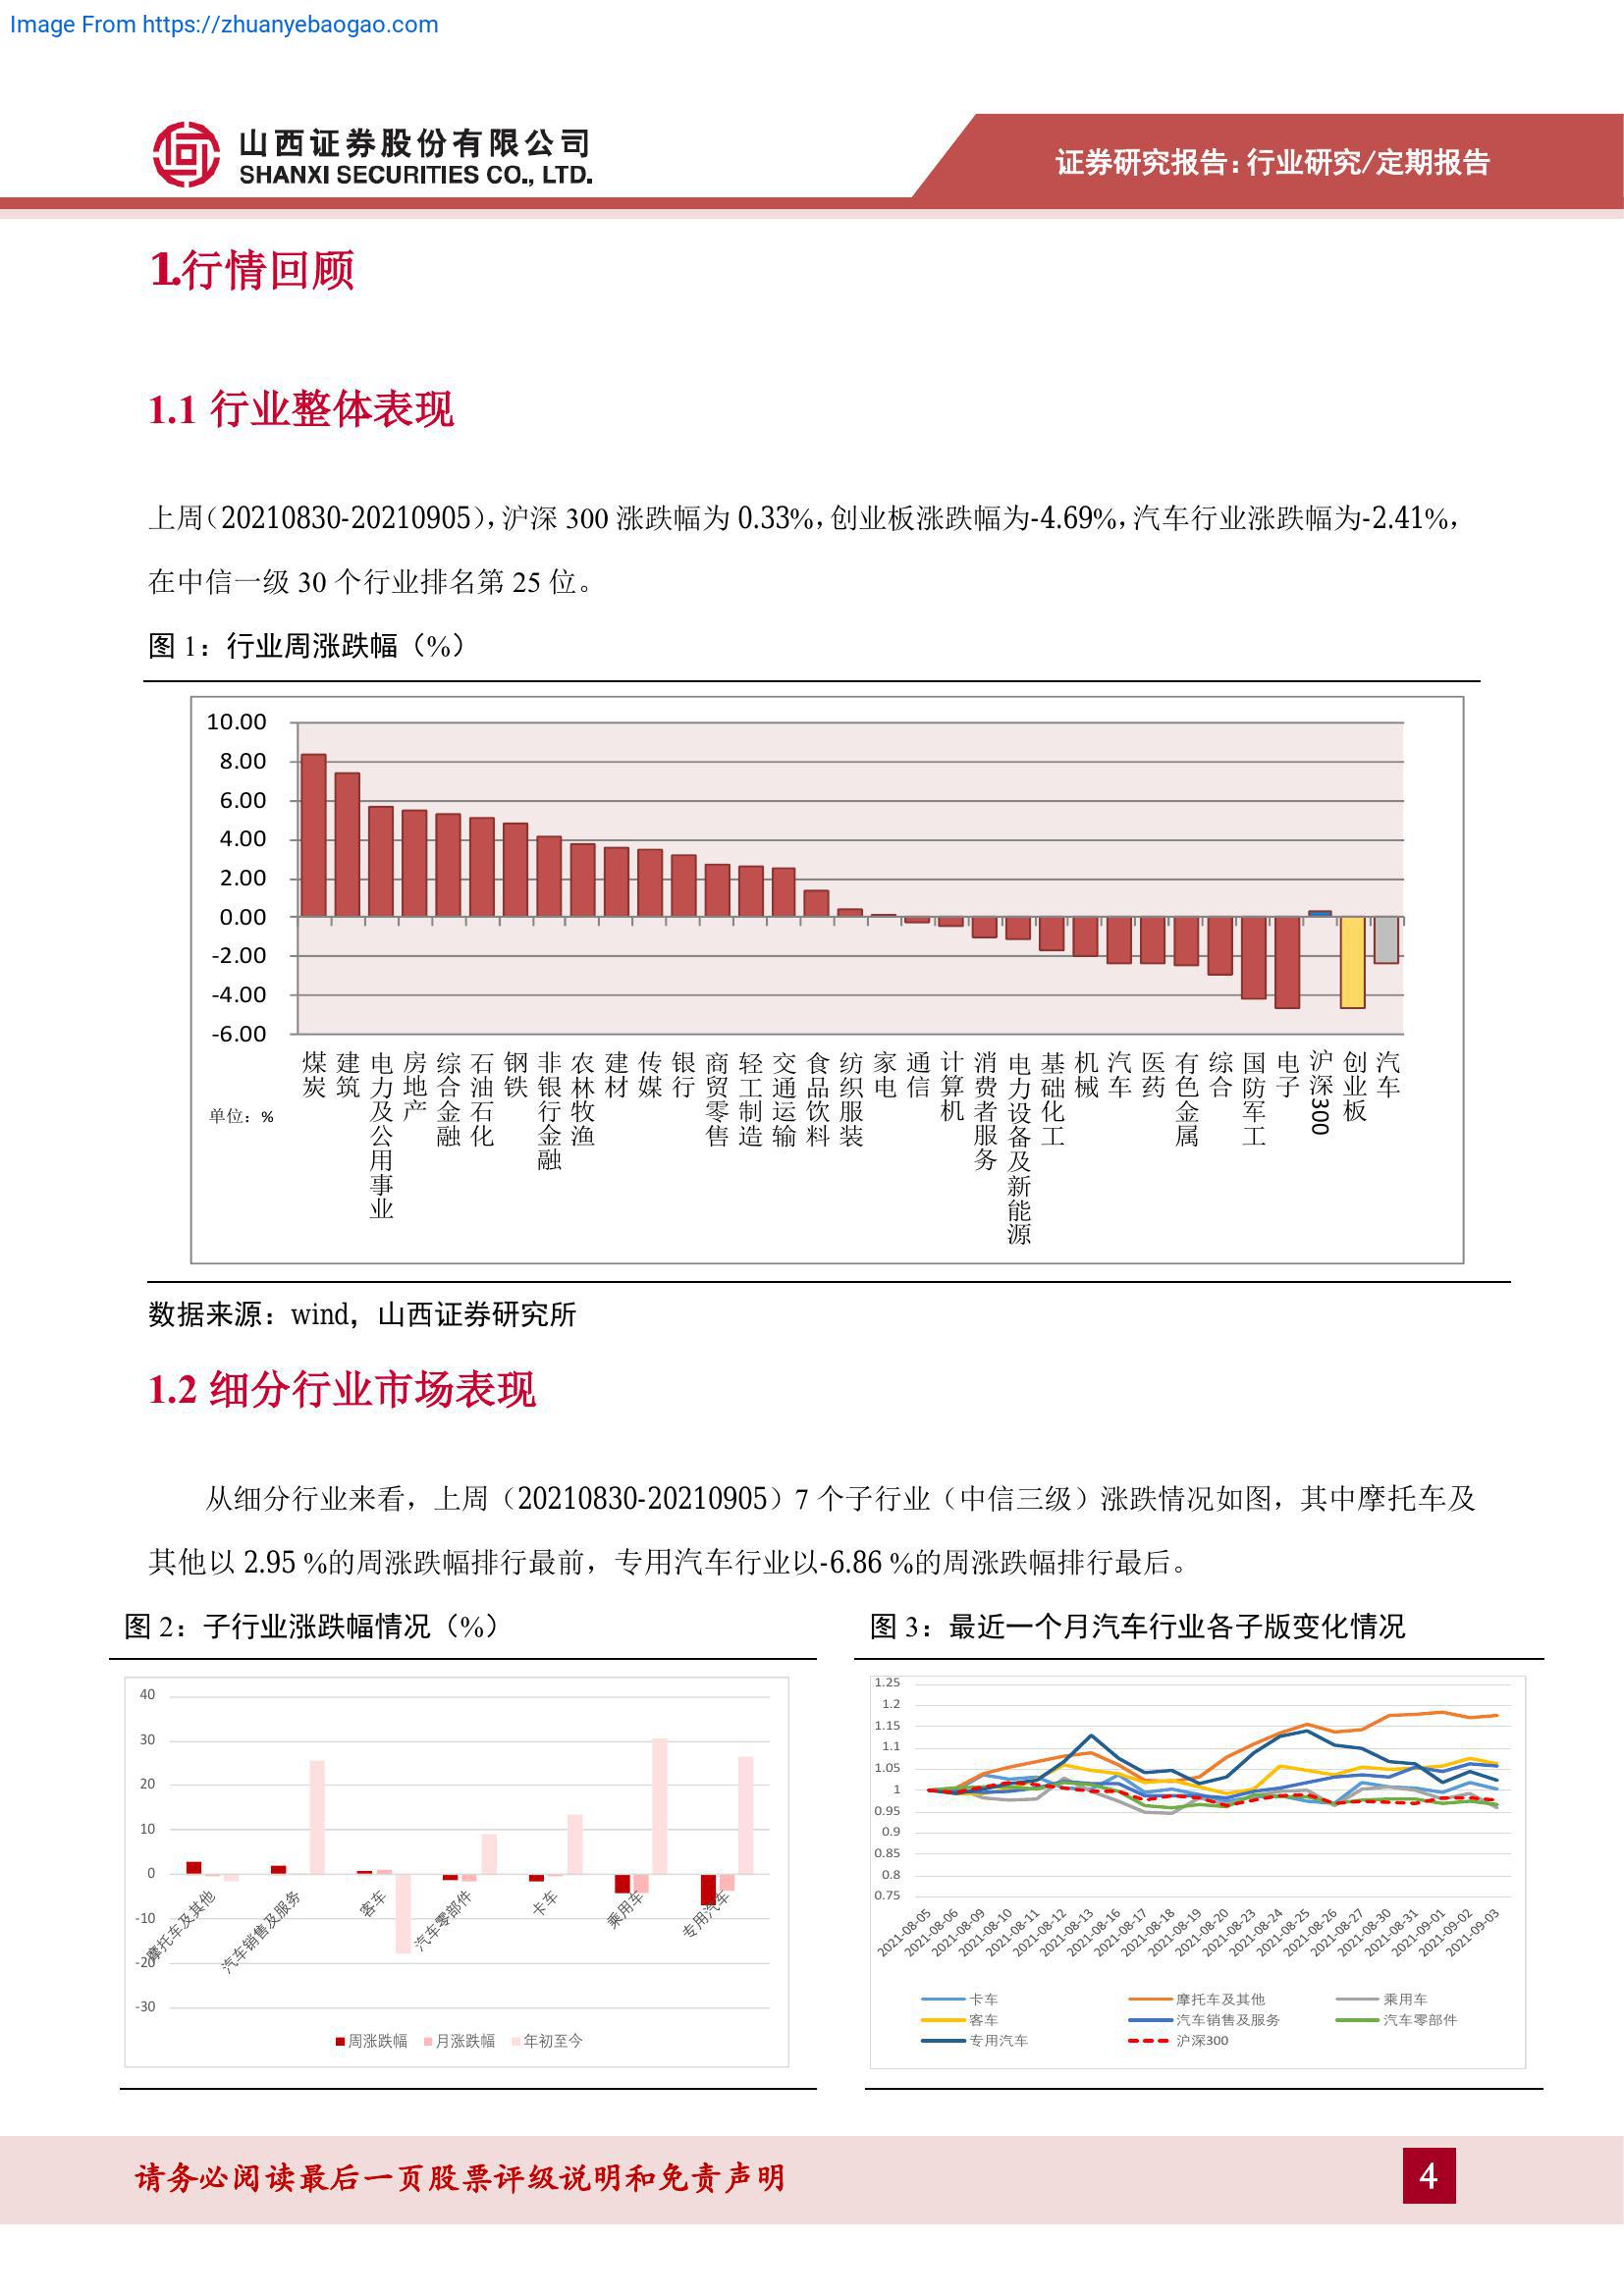 Image From https://zhuanyebaogao.com
山西证券股份有限公司
SHANXI SECURITIES CO., LTD.
证券研究报告:行业研究/定期报告
1.行情回顾
1.1 行业整体表现
上周（20210830-20210905），沪深 300 涨跌幅为 0.33%，创业板涨跌幅为-4.69%，汽车行业涨跌幅为-2.41%，
在中信一级 30 个行业排名第 25 位。
图 1：行业周涨跌幅（%）
10.00
8.00
6.00
4.00
2.00
0.00
-2.00
-4.00
-6.00
单位：%
煤炭
建筑
电力及公用事业
房地产
综合金融
石油石化
钢铁
非银行金融
农林牧渔
建材
传媒
银行
商贸零售
轻工制造
交通运输
食品饮料
纺织服装
家电
通信
计算机
消费者服务
电力设备及新能源
基础化工
机械
汽车
医药
有色金属
综合
国防军工
电子
沪深300
创业板
汽车
数据来源：wind，山西证券研究所
1.2 细分行业市场表现
从细分行业来看，上周（20210830-20210905）7 个子行业（中信三级）涨跌情况如图，其中摩托车及
其他以 2.95 %的周涨跌幅排行最前，专用汽车行业以-6.86 %的周涨跌幅排行最后。
图 2：子行业涨跌幅情况（%）
40
30
20
10
0
-10
-20
-30
摩托车及其他
汽车销售及服务
客车
汽车零部件
卡车
乘用车
专用汽车
周涨跌幅 月涨跌幅 年初至今
图 3：最近一个月汽车行业各子版变化情况
1.25
1.2
1.15
1.1
1.05
1
0.95
0.9
0.85
0.8
0.75
2021-08-05
2021-08-06
2021-08-09
2021-08-10
2021-08-11
2021-08-12
2021-08-13
2021-08-16
2021-08-17
2021-08-18
2021-08-19
2021-08-20
2021-08-23
2021-08-24
2021-08-25
2021-08-26
2021-08-27
2021-08-30
2021-08-31
2021-09-01
2021-09-02
2021-09-03
卡车 摩托车及其他 乘用车
客车 汽车销售及服务 汽车零部件
专用汽车 沪深300
请务必阅读最后一页股票评级说明和免责声明
4